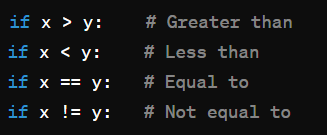 if x > y:    # Greater than
if x < y:    # Less than
if x == y:   # Equal to
if x != y:   # Not equal to